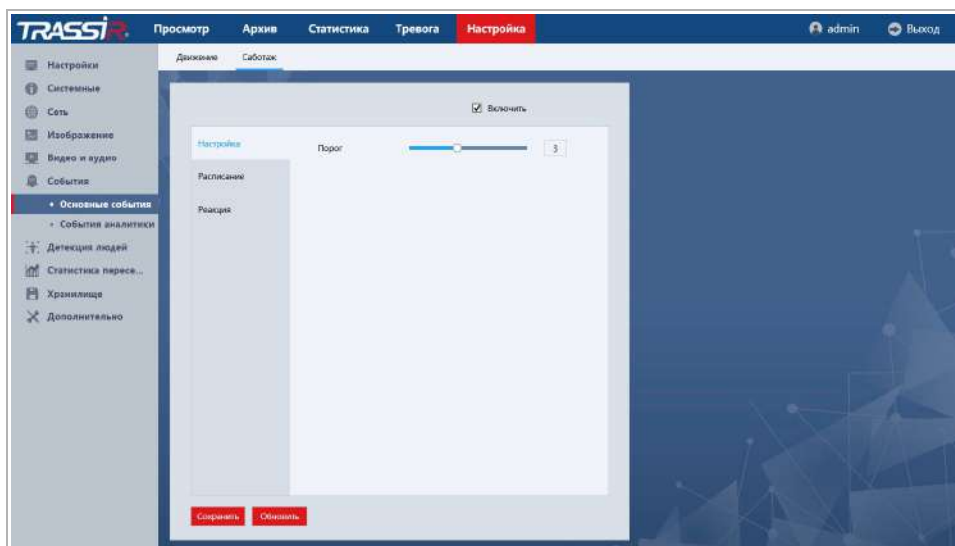 TRASSIR
Просмотр Архив Статистика Тревога Настройка admin Выход
Движение Саботаж
Настройки
Системные
Сеть
Изображение
Видео и аудио
События
Основные события
События аналитики
Детекция людей
Статистика пересе...
Хранилище
Дополнительно
Включить
Настройка
Порог 3
Расписание
Реакция
Сохранить Обновить